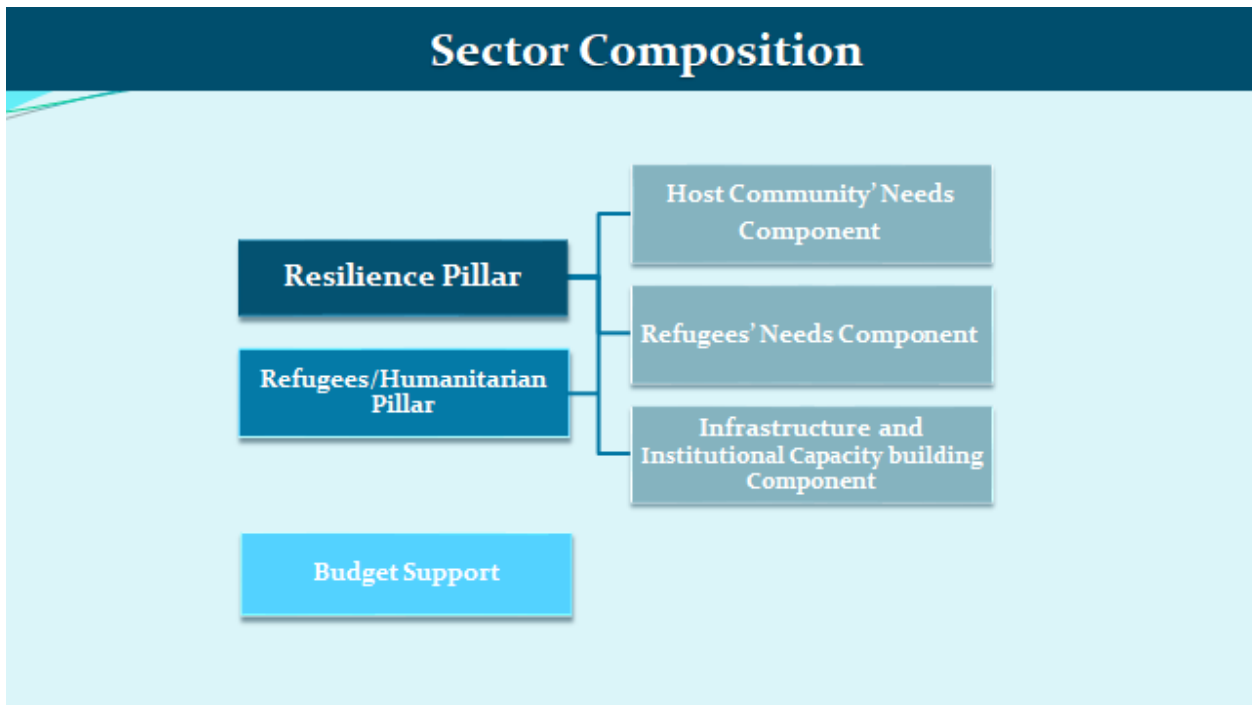 Sector Composition
Resilience Pillar
Refugees/Humanitarian
Pillar
Budget Support
Host Community’ Needs
Component
Refugees’ Needs Component
Infrastructure and
Institutional Capacity building
Component